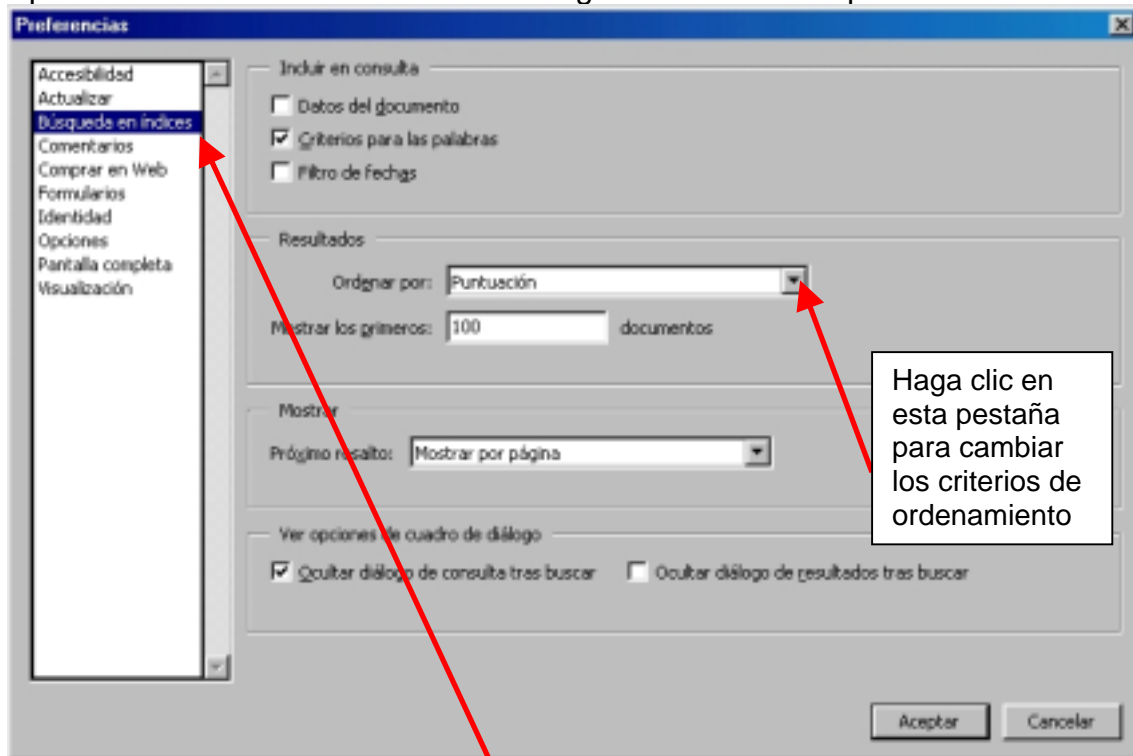 Preferencias
Accesibilidad
Actualizar
Búsqueda en índices
Comentarios
Comprar en Web
Formularios
Identidad
Opciones
Pantalla completa
Visualización
Incluir en consulta
Datos del documento
Criterios para las palabras
Filtro de fechas
Resultados
Ordenar por: Puntuación
Mostrar los primeros: 100 documentos
Mostrar
Próximo resalto: Mostrar por página
Haga clic en
esta pestaña
para cambiar
los criterios de
ordenamiento
Ver opciones de cuadro de diálogo
Ocultar diálogo de consulta tras buscar Ocultar diálogo de resultados tras buscar
Aceptar Cancelar